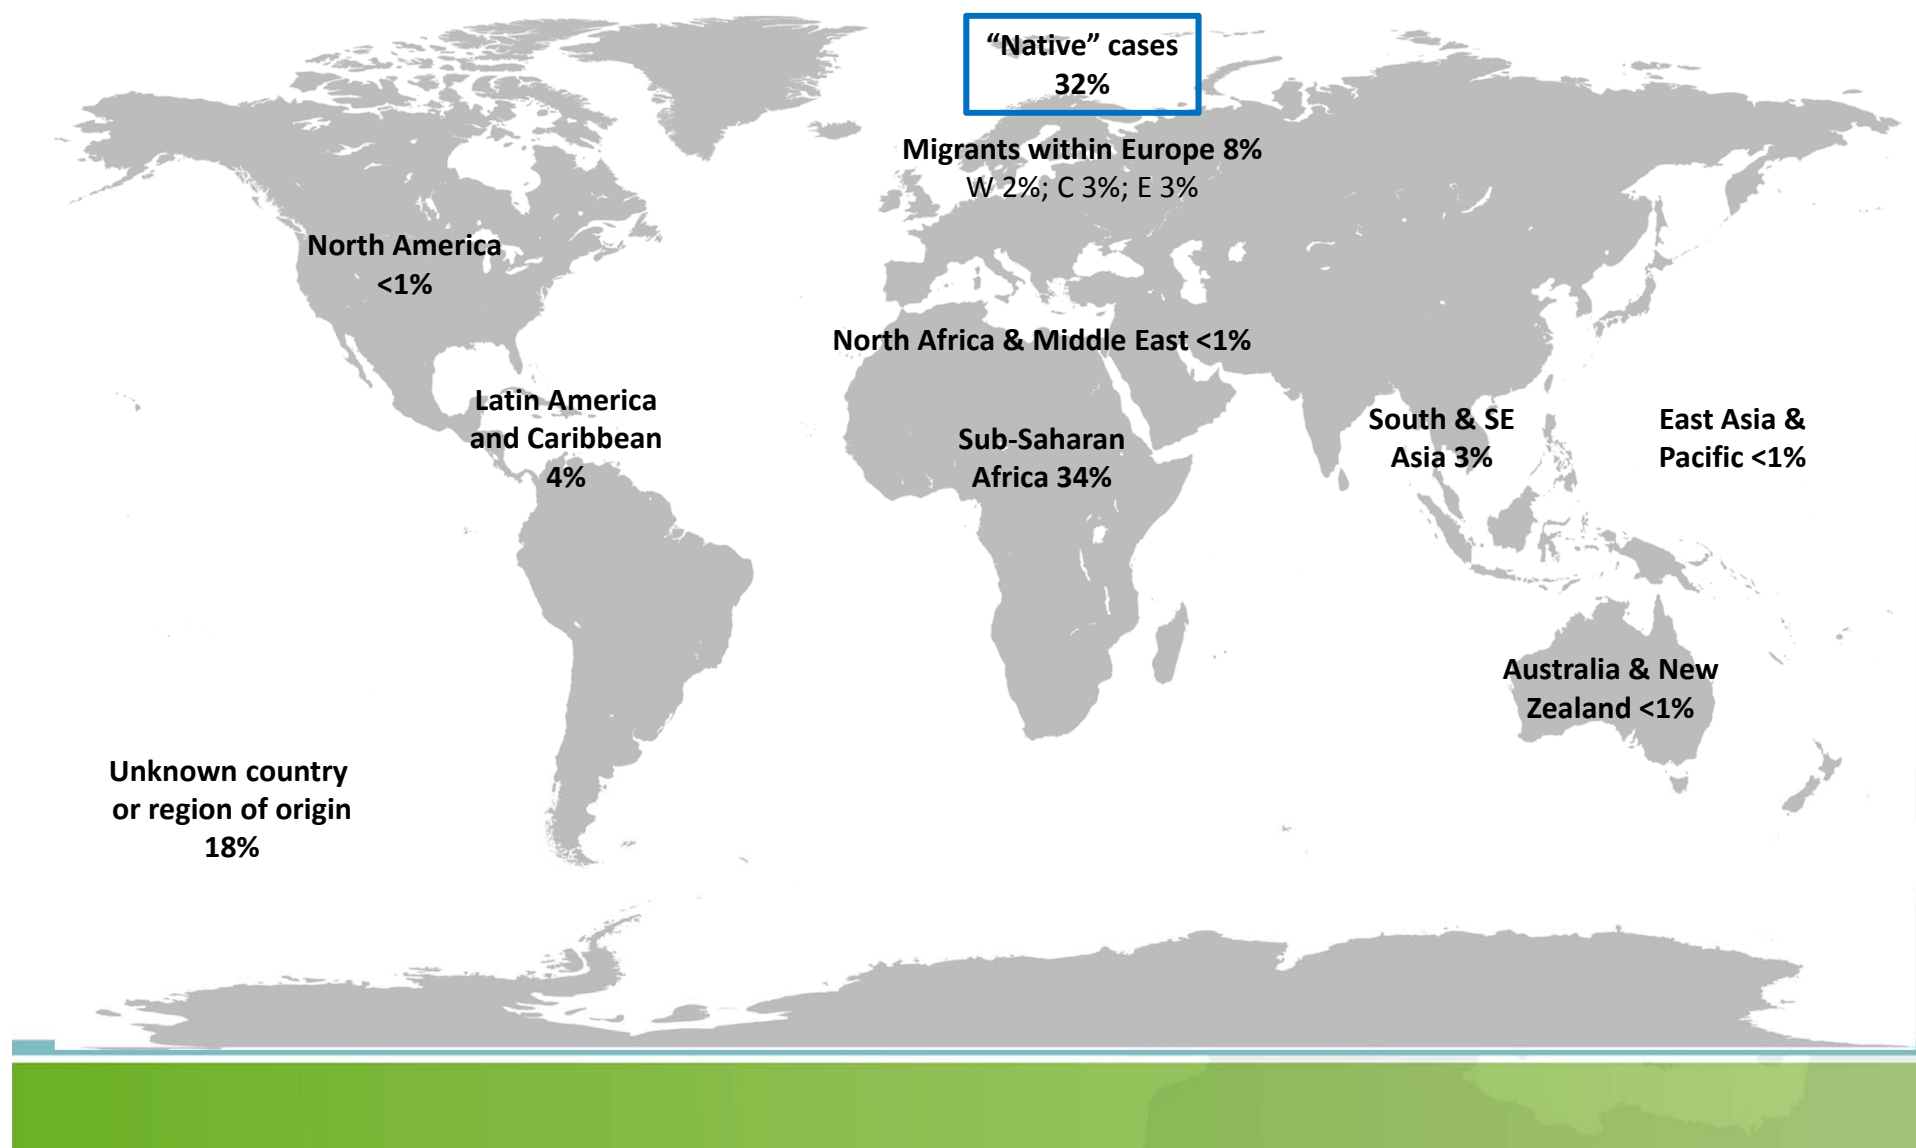 “Native” cases
32%
Migrants within Europe 8%
W 2%; C 3%; E 3%
North America
<1%
North Africa & Middle East <1%
Latin America
and Caribbean
4%
Sub-Saharan
Africa 34%
South & SE
Asia 3%
East Asia &
Pacific <1%
Australia & New
Zealand <1%
Unknown country
or region of origin
18%